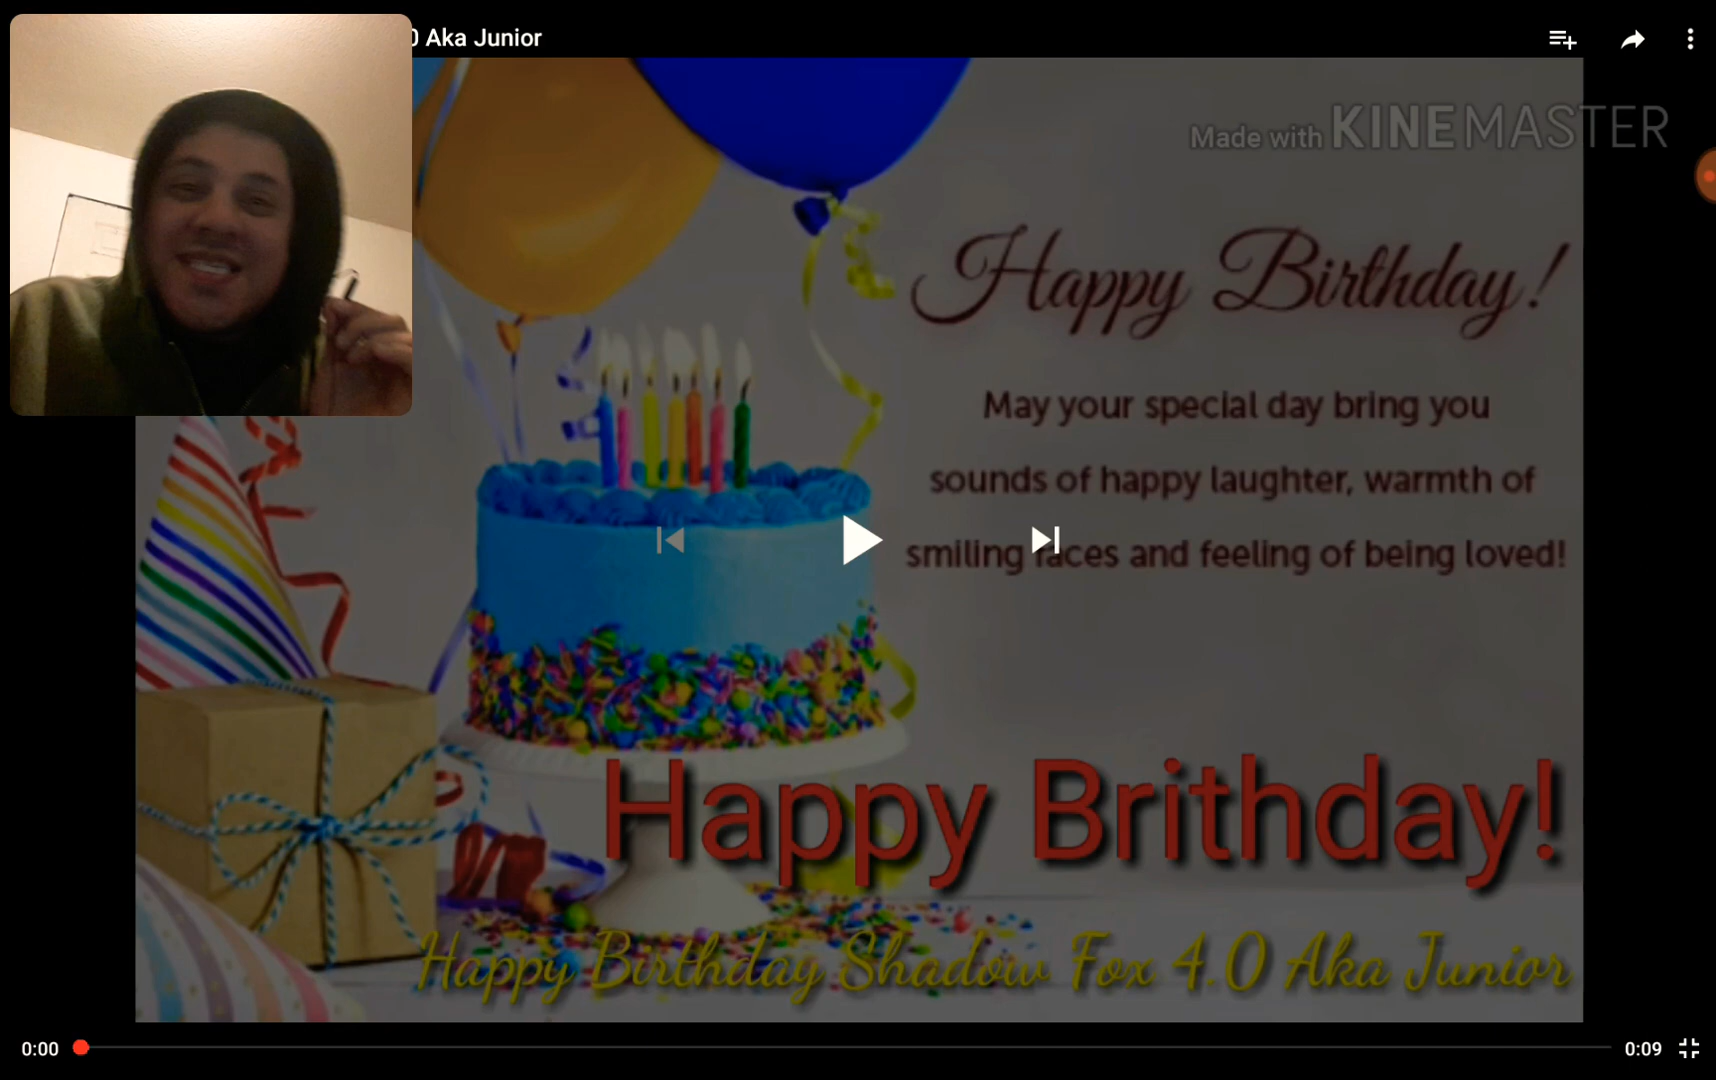 0 Aka Junior
Made with KINEMASTER
Happy Birthday!
May your special day bring you
sounds of happy laughter, warmth of
smiling faces and feeling of being loved!
Happy Brithday!
Happy Birthday Shadow Fox 4.0 Aka Junior
0:00
0:09